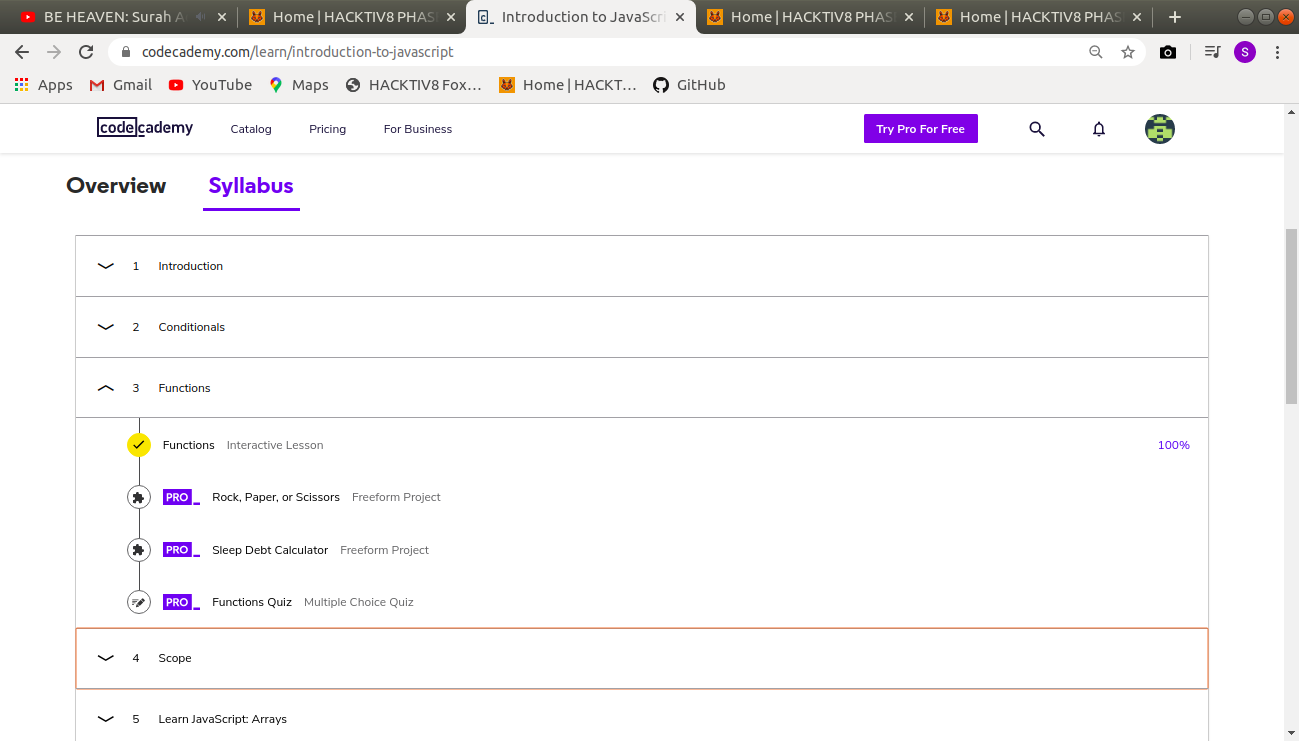 BE HEAVEN: Surah A
Home | HACKTIV8 PHAS
Introduction to JavaScri
Home | HACKTIV8 PHAS
Home | HACKTIV8 PHAS
codecademy.com/learn/introduction-to-javascript
S
Apps Gmail YouTube Maps HACKTIV8 Fox... Home | HACKT... GitHub
codecademy Catalog Pricing For Business Try Pro For Free
Overview Syllabus
1 Introduction
2 Conditionals
3 Functions
Functions Interactive Lesson 100%
PRO Rock, Paper, or Scissors Freeform Project
PRO Sleep Debt Calculator Freeform Project
PRO Functions Quiz Multiple Choice Quiz
4 Scope
5 Learn JavaScript: Arrays